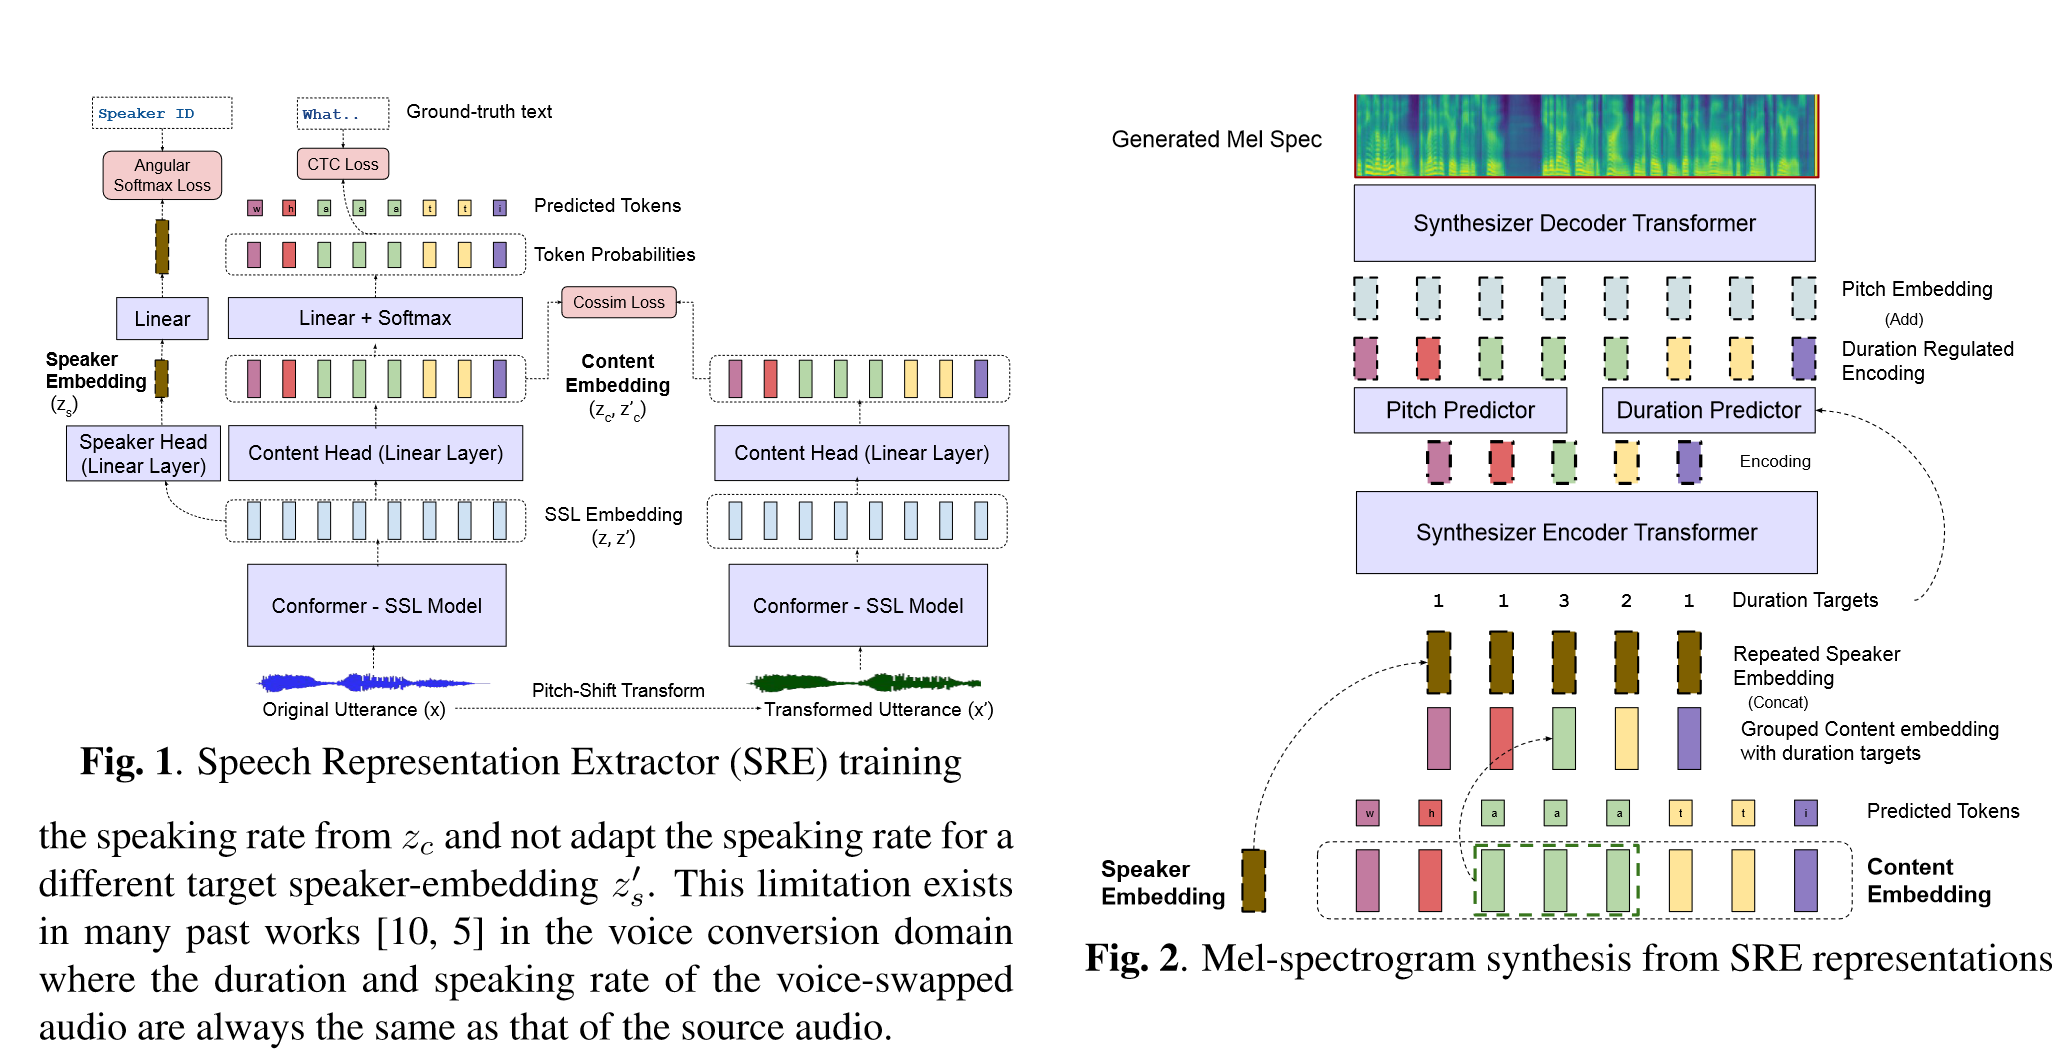 Speaker ID
What..
Ground-truth text
Angular
Softmax Loss
CTC Loss
w h a a a t t i
Predicted Tokens
Token Probabilities
Linear
Linear + Softmax
Cossim Loss
Speaker
Embedding
(z_s)
Content
Embedding
(z_c, z'_c)
Speaker Head
(Linear Layer)
Content Head (Linear Layer)
Content Head (Linear Layer)
SSL Embedding
(z, z')
Conformer - SSL Model
Conformer - SSL Model
Pitch-Shift Transform
Original Utterance (x)
Transformed Utterance (x')
Fig. 1. Speech Representation Extractor (SRE) training
the speaking rate from z_c and not adapt the speaking rate for a
different target speaker-embedding z'_s. This limitation exists
in many past works [10, 5] in the voice conversion domain
where the duration and speaking rate of the voice-swapped
audio are always the same as that of the source audio.
Generated Mel Spec
Synthesizer Decoder Transformer
Pitch Embedding
(Add)
Duration Regulated
Encoding
Pitch Predictor
Duration Predictor
Encoding
Synthesizer Encoder Transformer
1 1 3 2 1
Duration Targets
Repeated Speaker
Embedding
(Concat)
Grouped Content embedding
with duration targets
w h a a a t t i
Predicted Tokens
Speaker
Embedding
Content
Embedding
Fig. 2. Mel-spectrogram synthesis from SRE representations